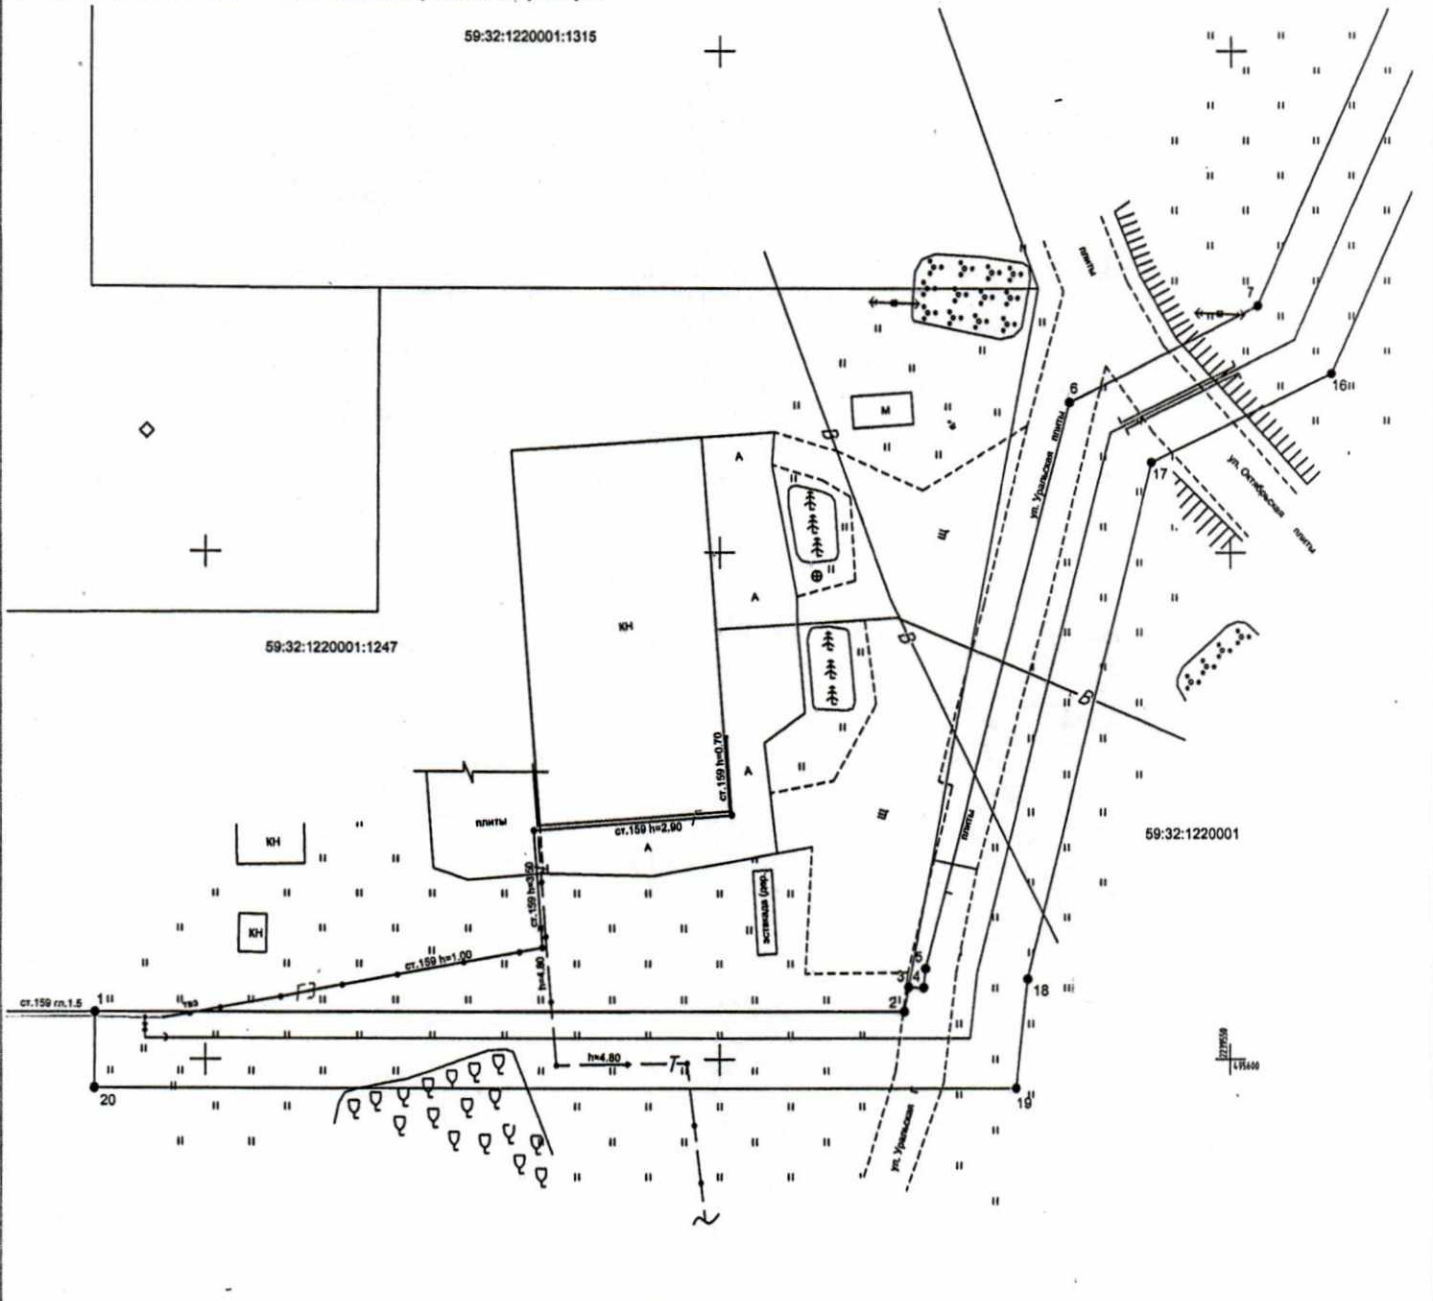 59:32:1220001:1315
плиты
7
16
6
М
А
17
ул. Уральская
плиты
ул. Октябрьская
плиты
Щ
В
А
КН
59:32:1220001:1247
В
В
ст.159 h=0.70
А
Щ
плиты
плиты
ст.159 h=2.90
59:32:1220001
КН
А
ст.159 h=3.50
эстакада (дер.
КН
ст.159 h=1.00
h=4.80
5
3
4
18
ст.159 гл.1.5
1
2
h=4.80
Т
2239550
495600
20
19
ул. Уральская